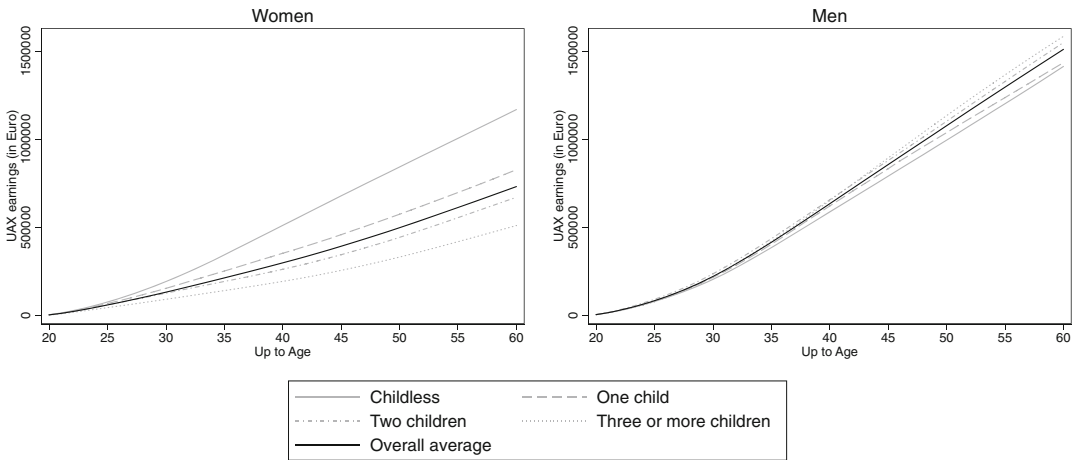 Women
UAX earnings (in Euro)
1500000
1000000
500000
0
20 25 30 35 40 45 50 55 60
Up to Age
Men
UAX earnings (in Euro)
1500000
1000000
500000
0
20 25 30 35 40 45 50 55 60
Up to Age
Childless One child
Two children Three or more children
Overall average